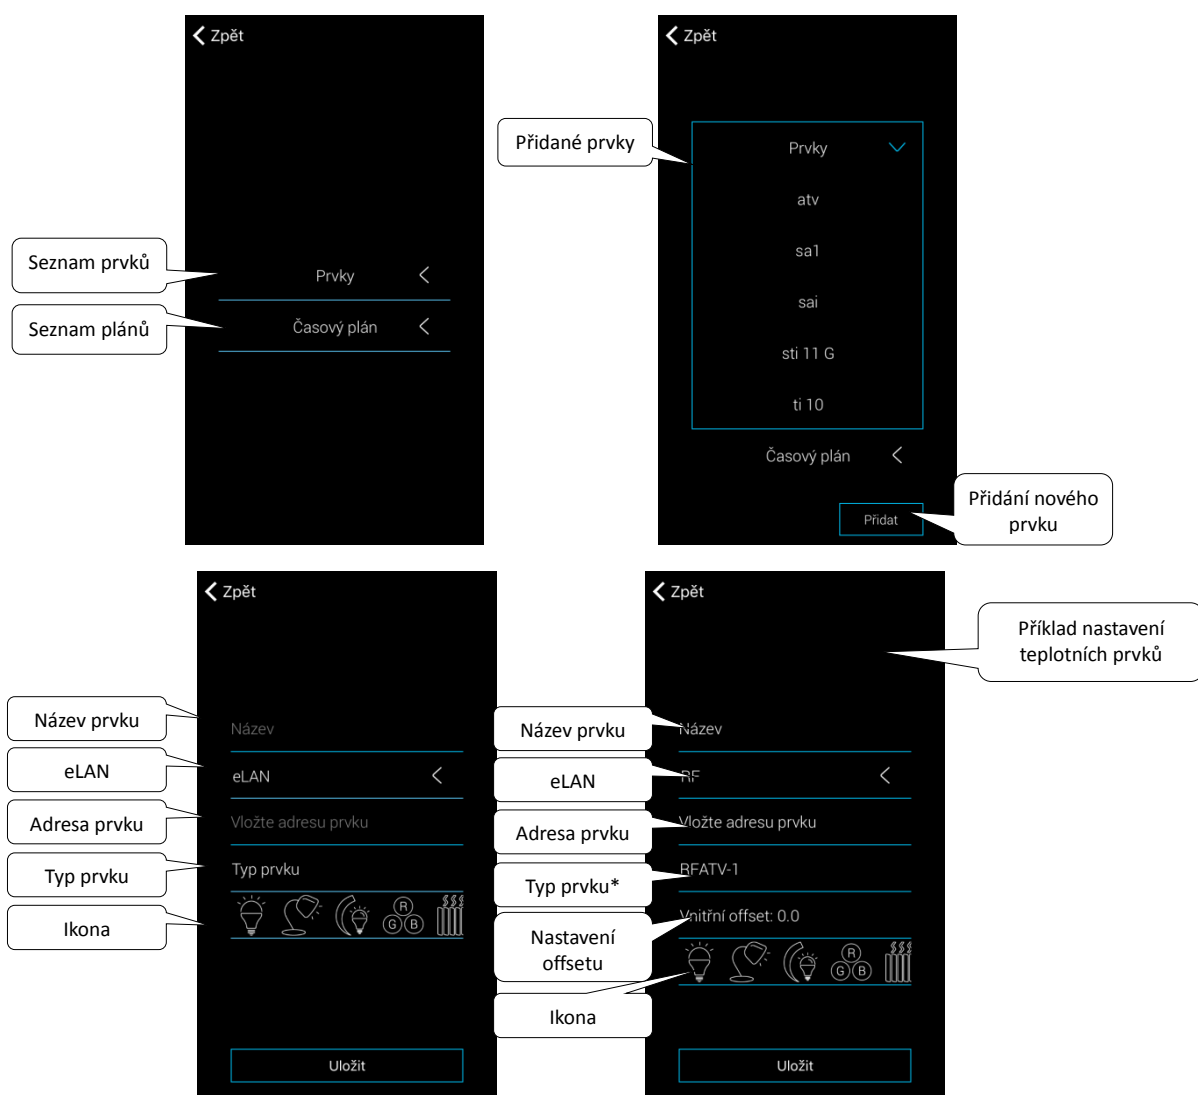 Zpět
Seznam prvků
Prvky
Seznam plánů
Časový plán
Zpět
Přidané prvky
Prvky
atv
sa1
sai
sti 11 G
ti 10
Časový plán
Přidat
Přidání nového
prvku
Zpět
Název prvku
Název
eLAN
eLAN
Adresa prvku
Vložte adresu prvku
Typ prvku
Typ prvku
Ikona
R
G B
Uložit
Zpět
Příklad nastavení
teplotních prvků
Název prvku
Název
eLAN
RF
Adresa prvku
Vložte adresu prvku
Typ prvku*
RFATV-1
Nastavení
offsetu
Vnitřní offset: 0.0
Ikona
R
G B
Uložit